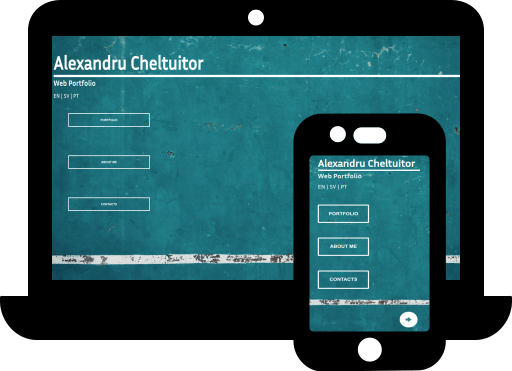 Alexandru Cheltuitor
Web Portfolio
EN | SV | PT
PORTFOLIO
ABOUT ME
CONTACTS
Alexandru Cheltuitor
Web Portfolio
EN | SV | PT
PORTFOLIO
ABOUT ME
CONTACTS